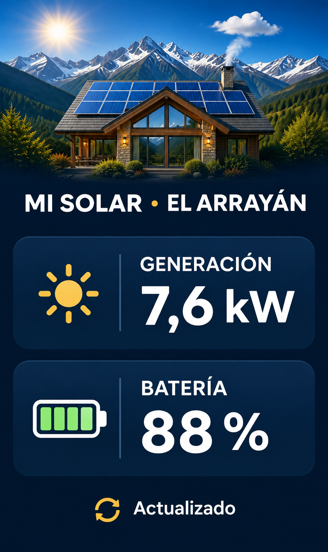 MI SOLAR • EL ARRAYÁN
GENERACIÓN
7,6 kW
BATERÍA
88 %
Actualizado